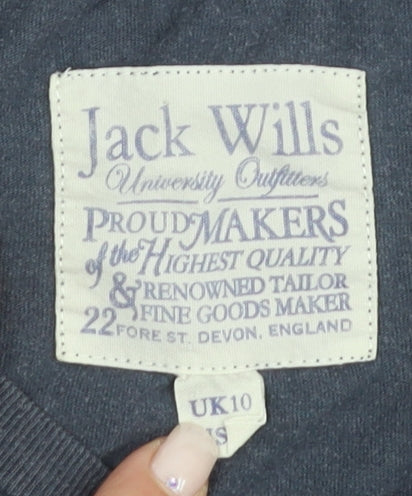 Jack Wills
University Outfitters
PROUD MAKERS
of the HIGHEST QUALITY
& RENOWNED TAILOR
FINE GOODS MAKER
22 FORE ST. DEVON. ENGLAND
UK10